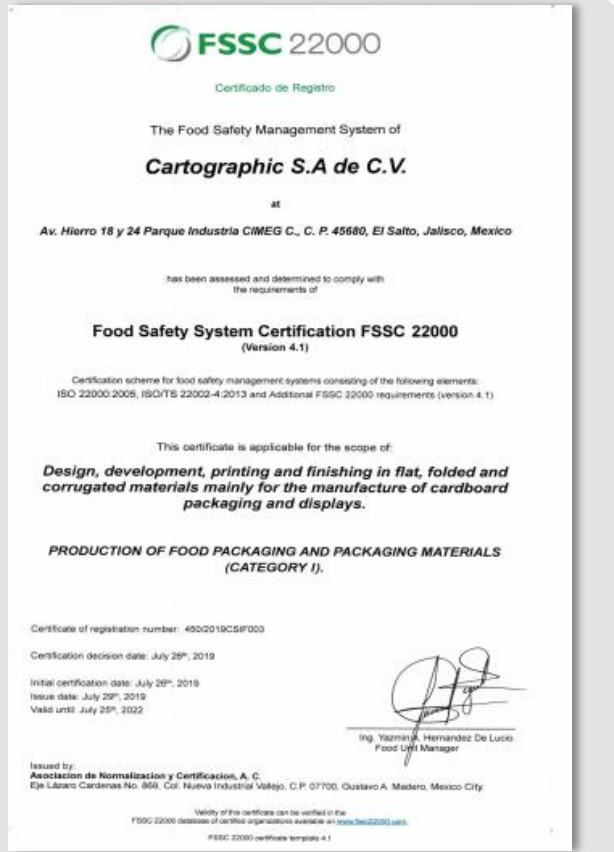 FSSC 22000
Certificado de Registro
The Food Safety Management System of
Cartographic S.A de C.V.
at
Av. Hierro 18 y 24 Parque Industria CIMEG C., C. P. 45680, El Salto, Jalisco, Mexico
has been assessed and determined to comply with
the requirements of
Food Safety System Certification FSSC 22000
(Version 4.1)
Certification scheme for food safety management systems consisting of the following elements:
ISO 22000:2005, ISO/TS 22002-4:2013 and Additional FSSC 22000 requirements (version 4.1)
This certificate is applicable for the scope of:
Design, development, printing and finishing in flat, folded and
corrugated materials mainly for the manufacture of cardboard
packaging and displays.
PRODUCTION OF FOOD PACKAGING AND PACKAGING MATERIALS
(CATEGORY I).
Certificate of registration number:
Certification decision date: July 26th, 2019
Initial certification date: July 26th, 2019
Issue date: July 29th, 2019
Valid until: July 25th, 2022
Ing. Yazmin A. Hernandez De Lucio
Food Unit Manager
Issued by:
Asociacion de Normalizacion y Certificacion, A. C.
Eje Lázaro Cardenas No. 869, Col. Nueva Industrial Vallejo, C.P. 07700, Gustavo A. Madero, Mexico City.
Validity of this certificate can be verified in the
FSSC 22000 database of certified organizations available on
FSSC 22000 certificate template 4.1